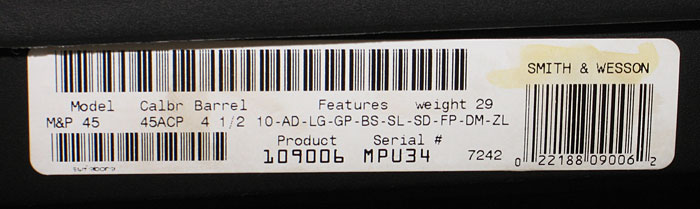 SMITH & WESSON
Model Calbr Barrel Features weight 29
M&P 45 45ACP 4 1/2 10-AD-LG-GP-BS-SL-SD-FP-DM-ZL
Product Serial #
109006 MPU34 7242
0 22188 09006 2